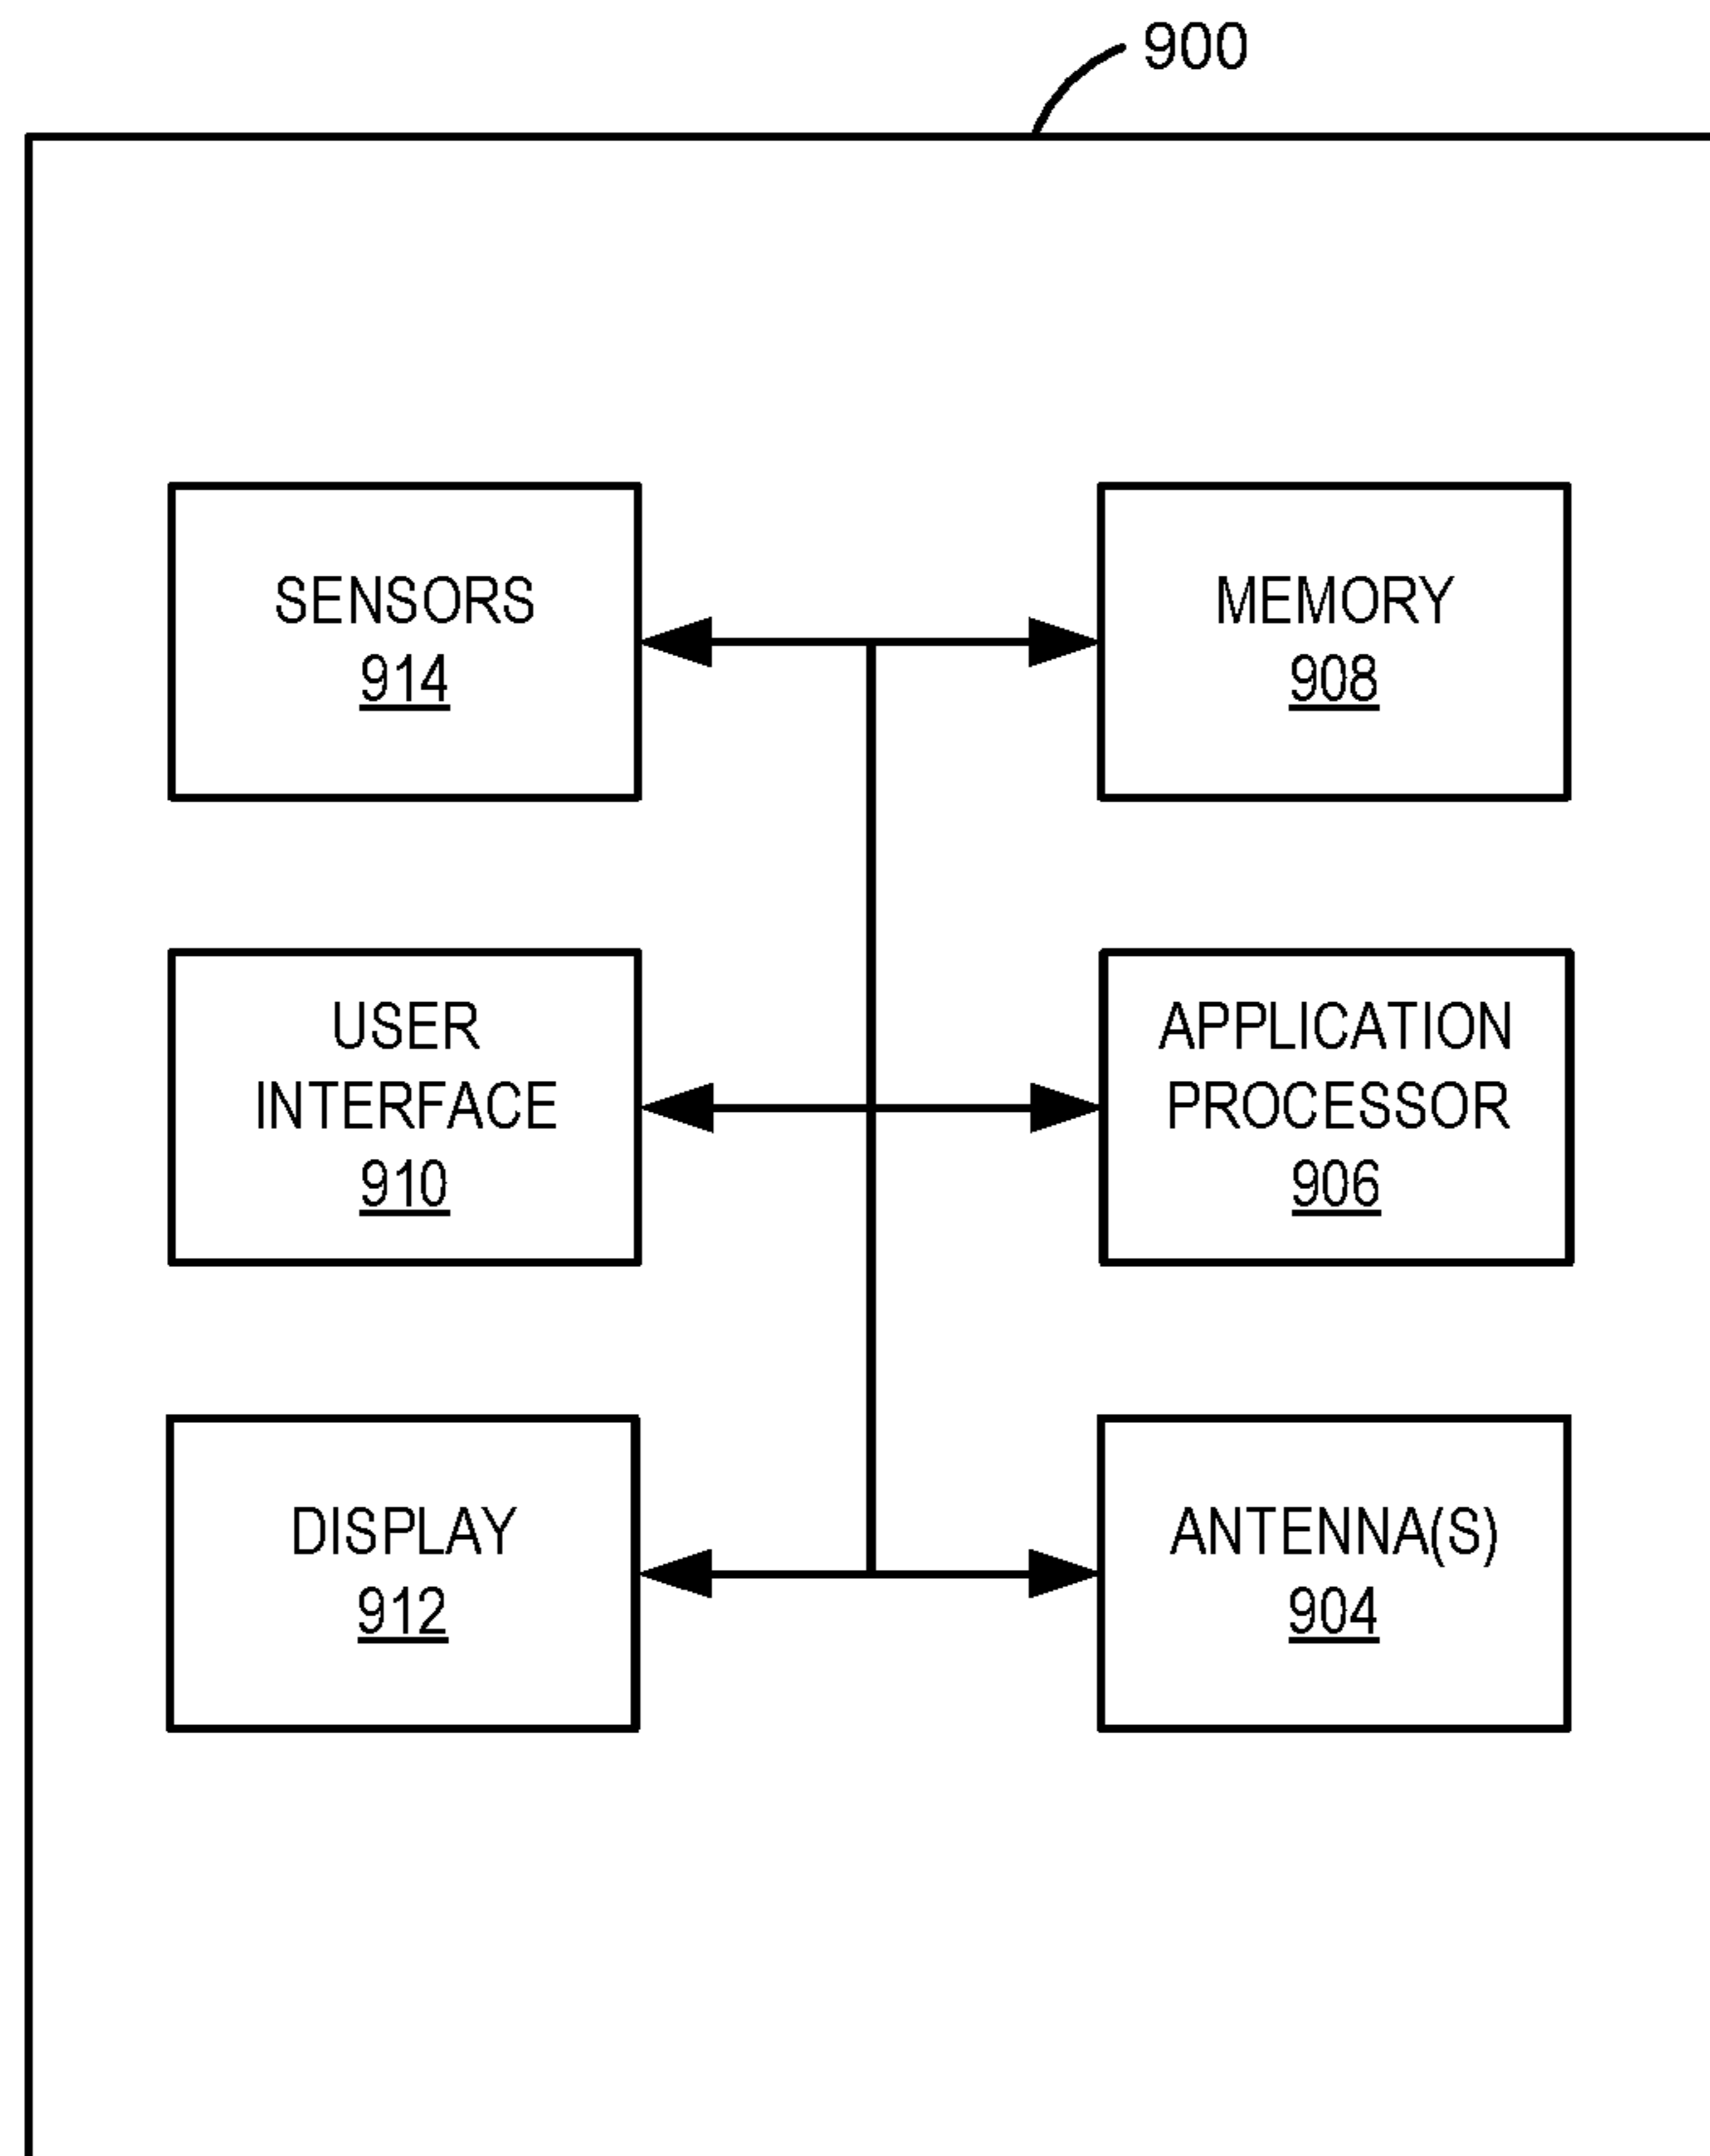 900
SENSORS
914
MEMORY
908
USER
INTERFACE
910
APPLICATION
PROCESSOR
906
DISPLAY
912
ANTENNA(S)
904